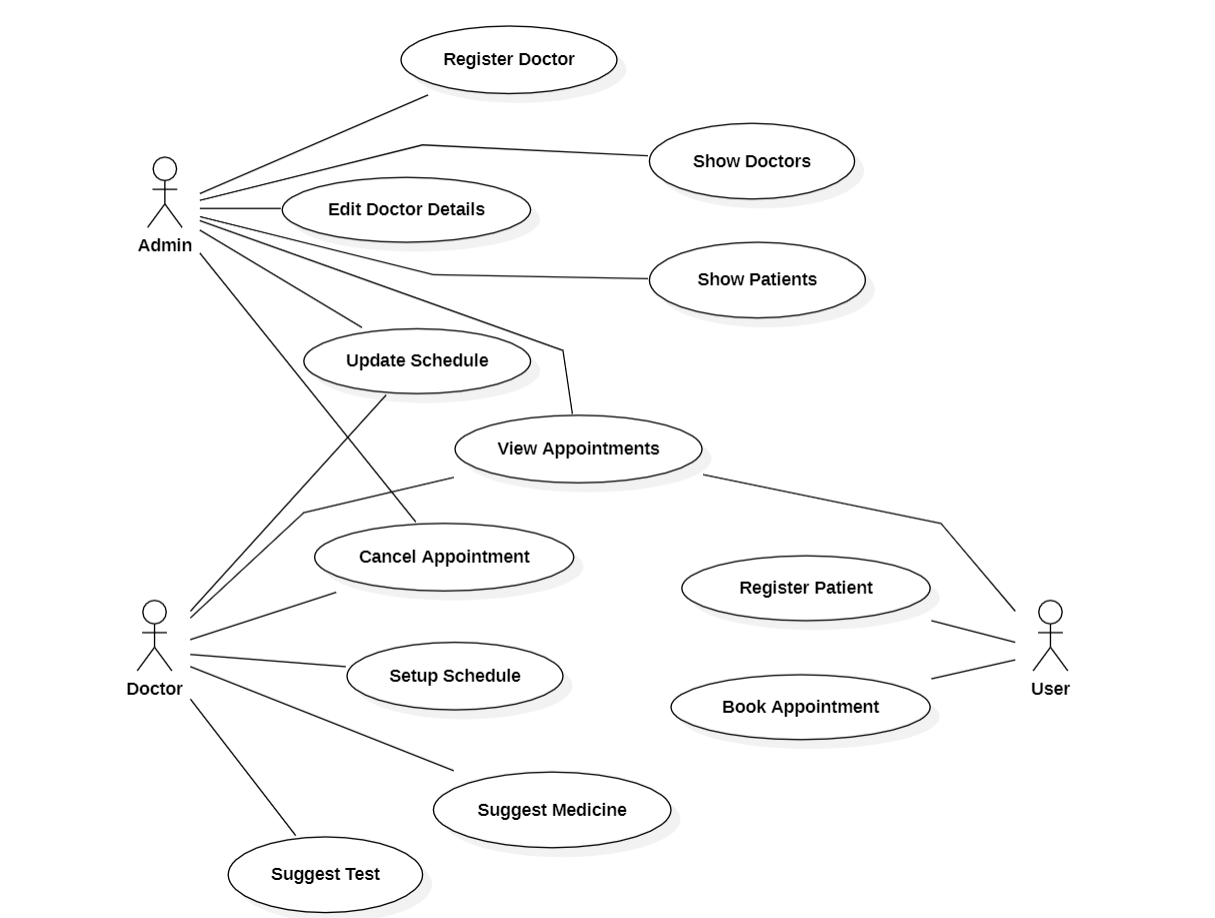 Register Doctor
Show Doctors
Edit Doctor Details
Admin
Show Patients
Update Schedule
View Appointments
Cancel Appointment
Register Patient
Setup Schedule
Doctor
User
Book Appointment
Suggest Medicine
Suggest Test